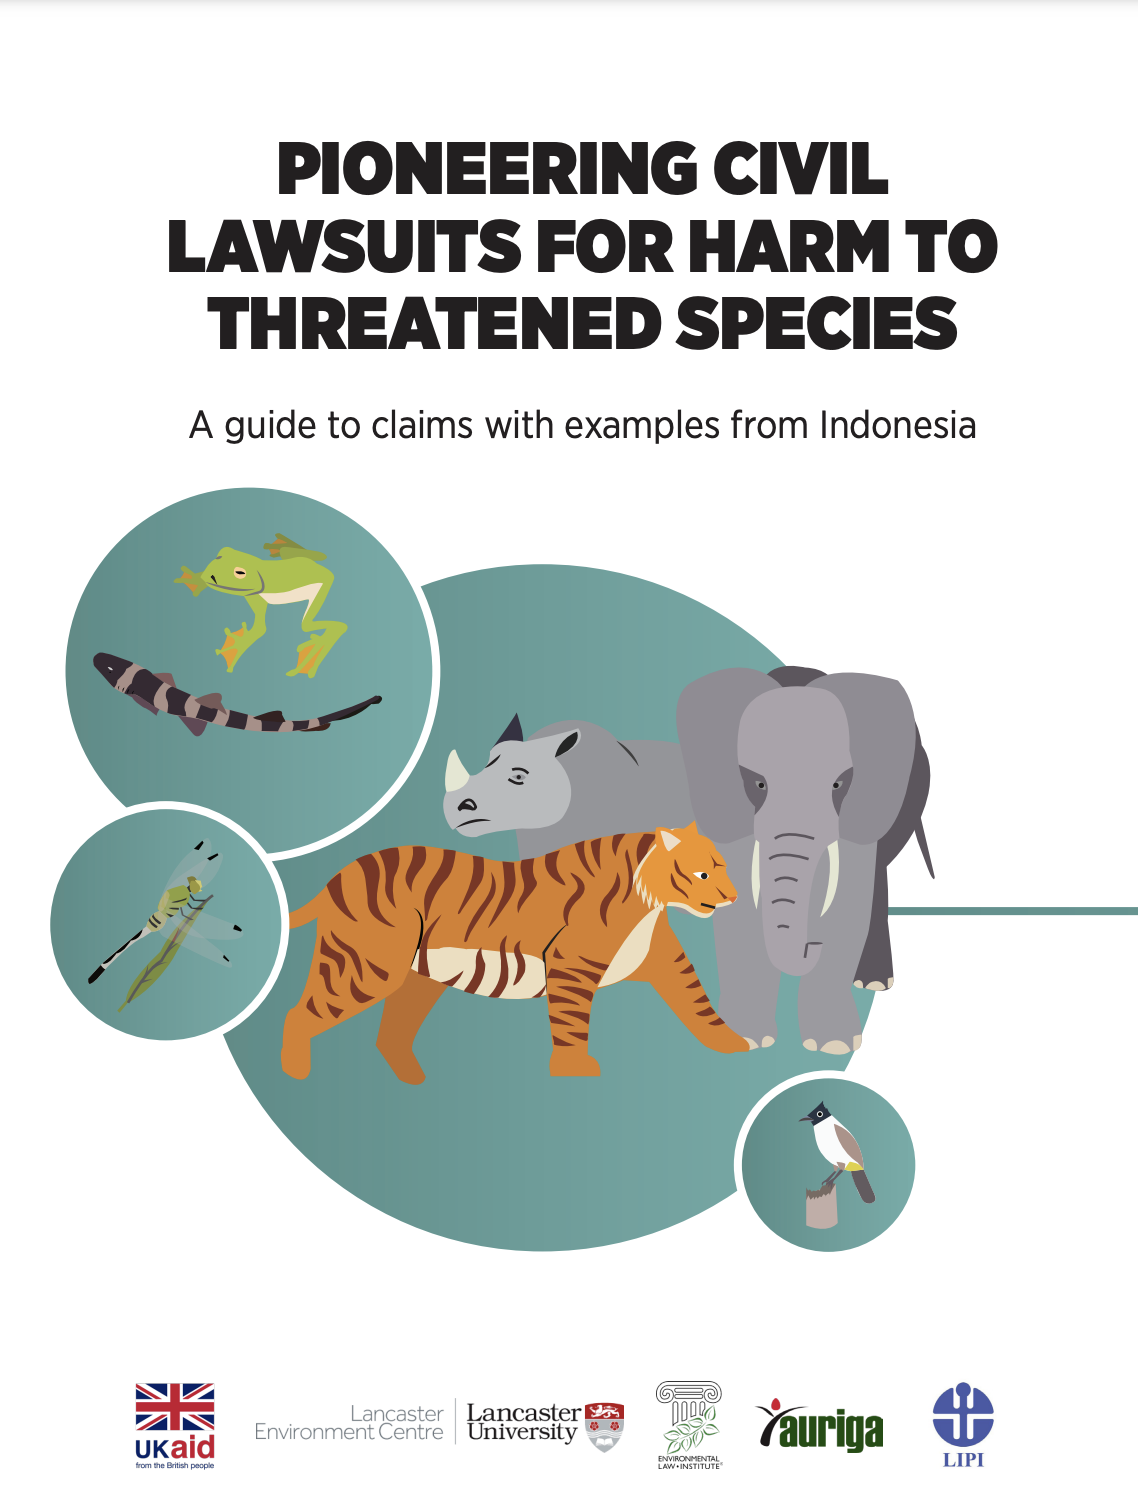 PIONEERING CIVIL
LAWSUITS FOR HARM TO
THREATENED SPECIES
A guide to claims with examples from Indonesia
UKaid
from the British people
Lancaster
Environment Centre
Lancaster
University
ENVIRONMENTAL
LAW•INSTITUTE®
auriga
LIPI